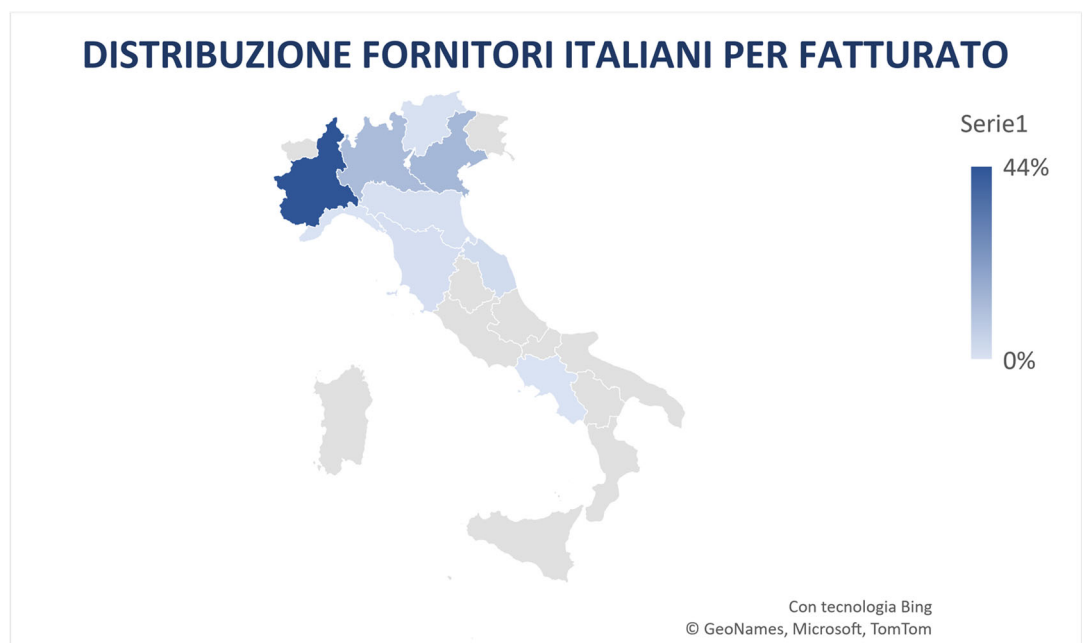 DISTRIBUZIONE FORNITORI ITALIANI PER FATTURATO
Serie1
44%
0%
Con tecnologia Bing
© GeoNames, Microsoft, TomTom